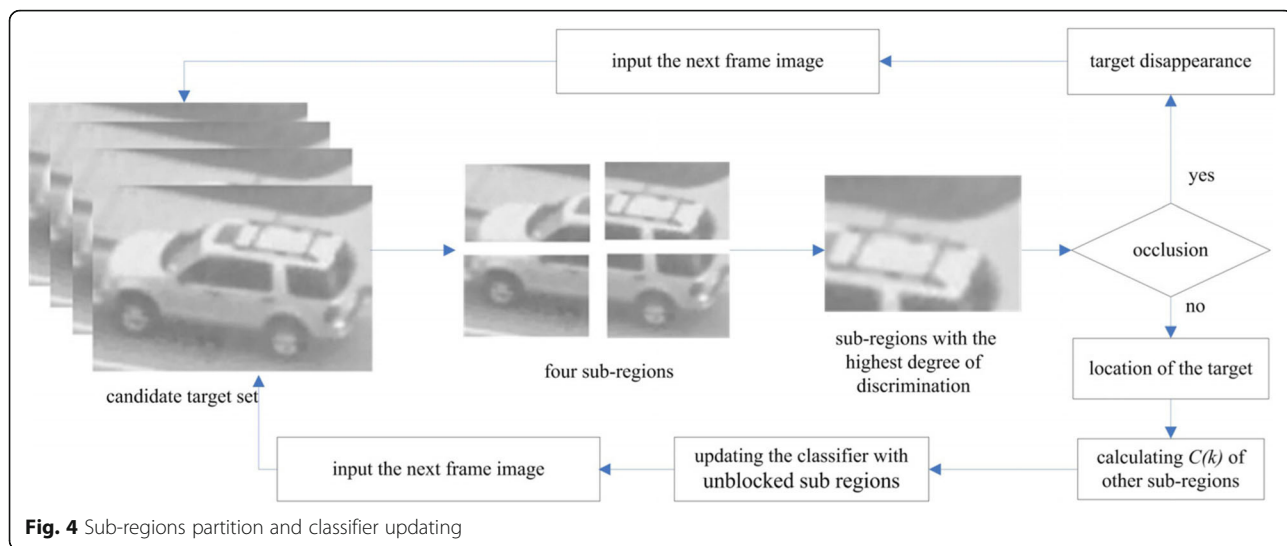 input the next frame image
target disappearance
yes
occlusion
no
candidate target set
four sub-regions
sub-regions with the
highest degree of
discrimination
location of the target
input the next frame image
updating the classifier with
unblocked sub regions
calculating C(k) of
other sub-regions
Fig. 4 Sub-regions partition and classifier updating